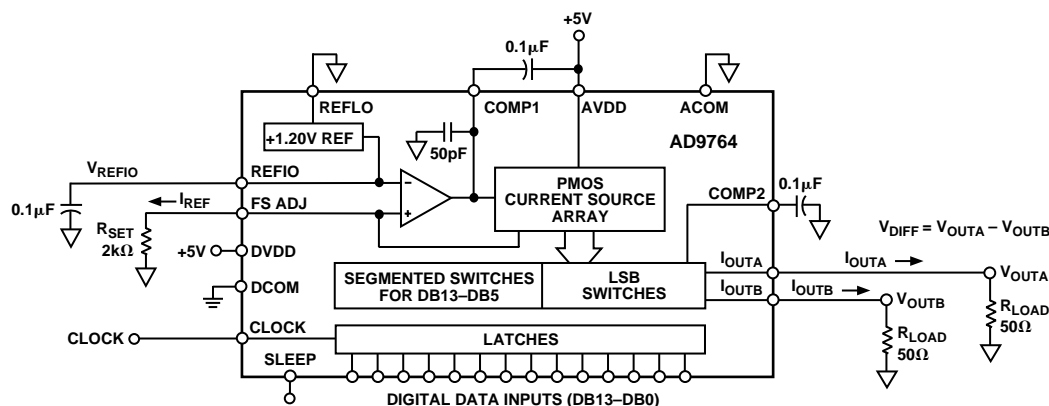 +5V
0.1µF
REFLO
COMP1
AVDD
ACOM
+1.20V REF
50pF
AD9764
VREFIO
REFIO
PMOS
CURRENT SOURCE
ARRAY
COMP2
0.1µF
0.1µF
IREF
FS ADJ
RSET
2kΩ
+5V
DVDD
VDIFF = VOUTA – VOUTB
DCOM
SEGMENTED SWITCHES
FOR DB13–DB5
LSB
SWITCHES
IOUTA
IOUTA
VOUTA
IOUTB
IOUTB
VOUTB
RLOAD
50Ω
RLOAD
50Ω
CLOCK
CLOCK
LATCHES
SLEEP
DIGITAL DATA INPUTS (DB13–DB0)